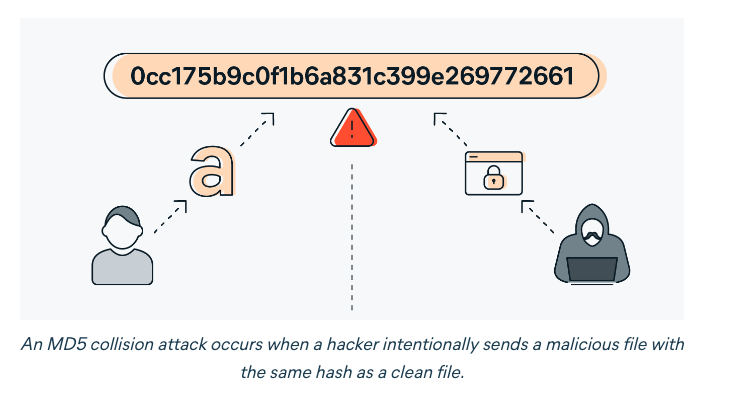 0cc175b9c0f1b6a831c399e269772661
a
An MD5 collision attack occurs when a hacker intentionally sends a malicious file with
the same hash as a clean file.